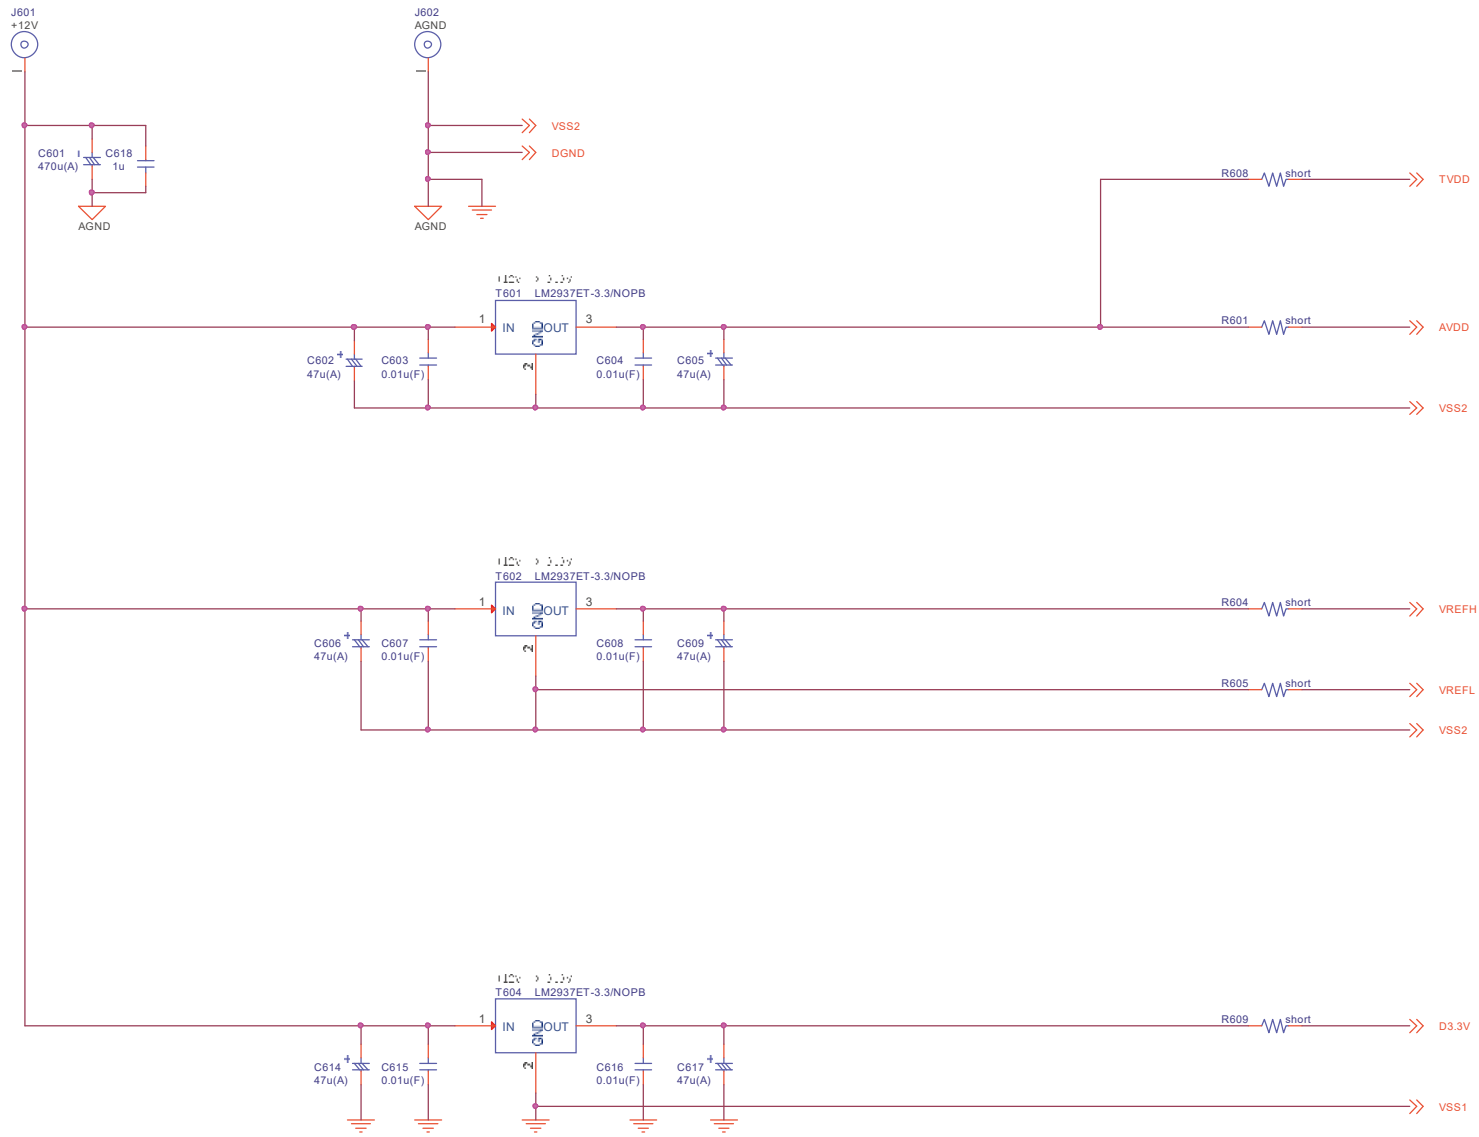 J601
+12V
1
J602
AGND
1
VSS2
DGND
C601
470u(A)
C618
1u
AGND
AGND
R608 short
TVDD
T601 LM2937ET-3.3/NOPB
1 IN GND OUT 3
2
C602
47u(A)
C603
0.01u(F)
C604
0.01u(F)
C605
47u(A)
R601 short
AVDD
VSS2
T602 LM2937ET-3.3/NOPB
1 IN GND OUT 3
2
C606
47u(A)
C607
0.01u(F)
C608
0.01u(F)
C609
47u(A)
R604 short
VREFH
R605 short
VREFL
VSS2
T604 LM2937ET-3.3/NOPB
1 IN GND OUT 3
2
C614
47u(A)
C615
0.01u(F)
C616
0.01u(F)
C617
47u(A)
R609 short
D3.3V
VSS1